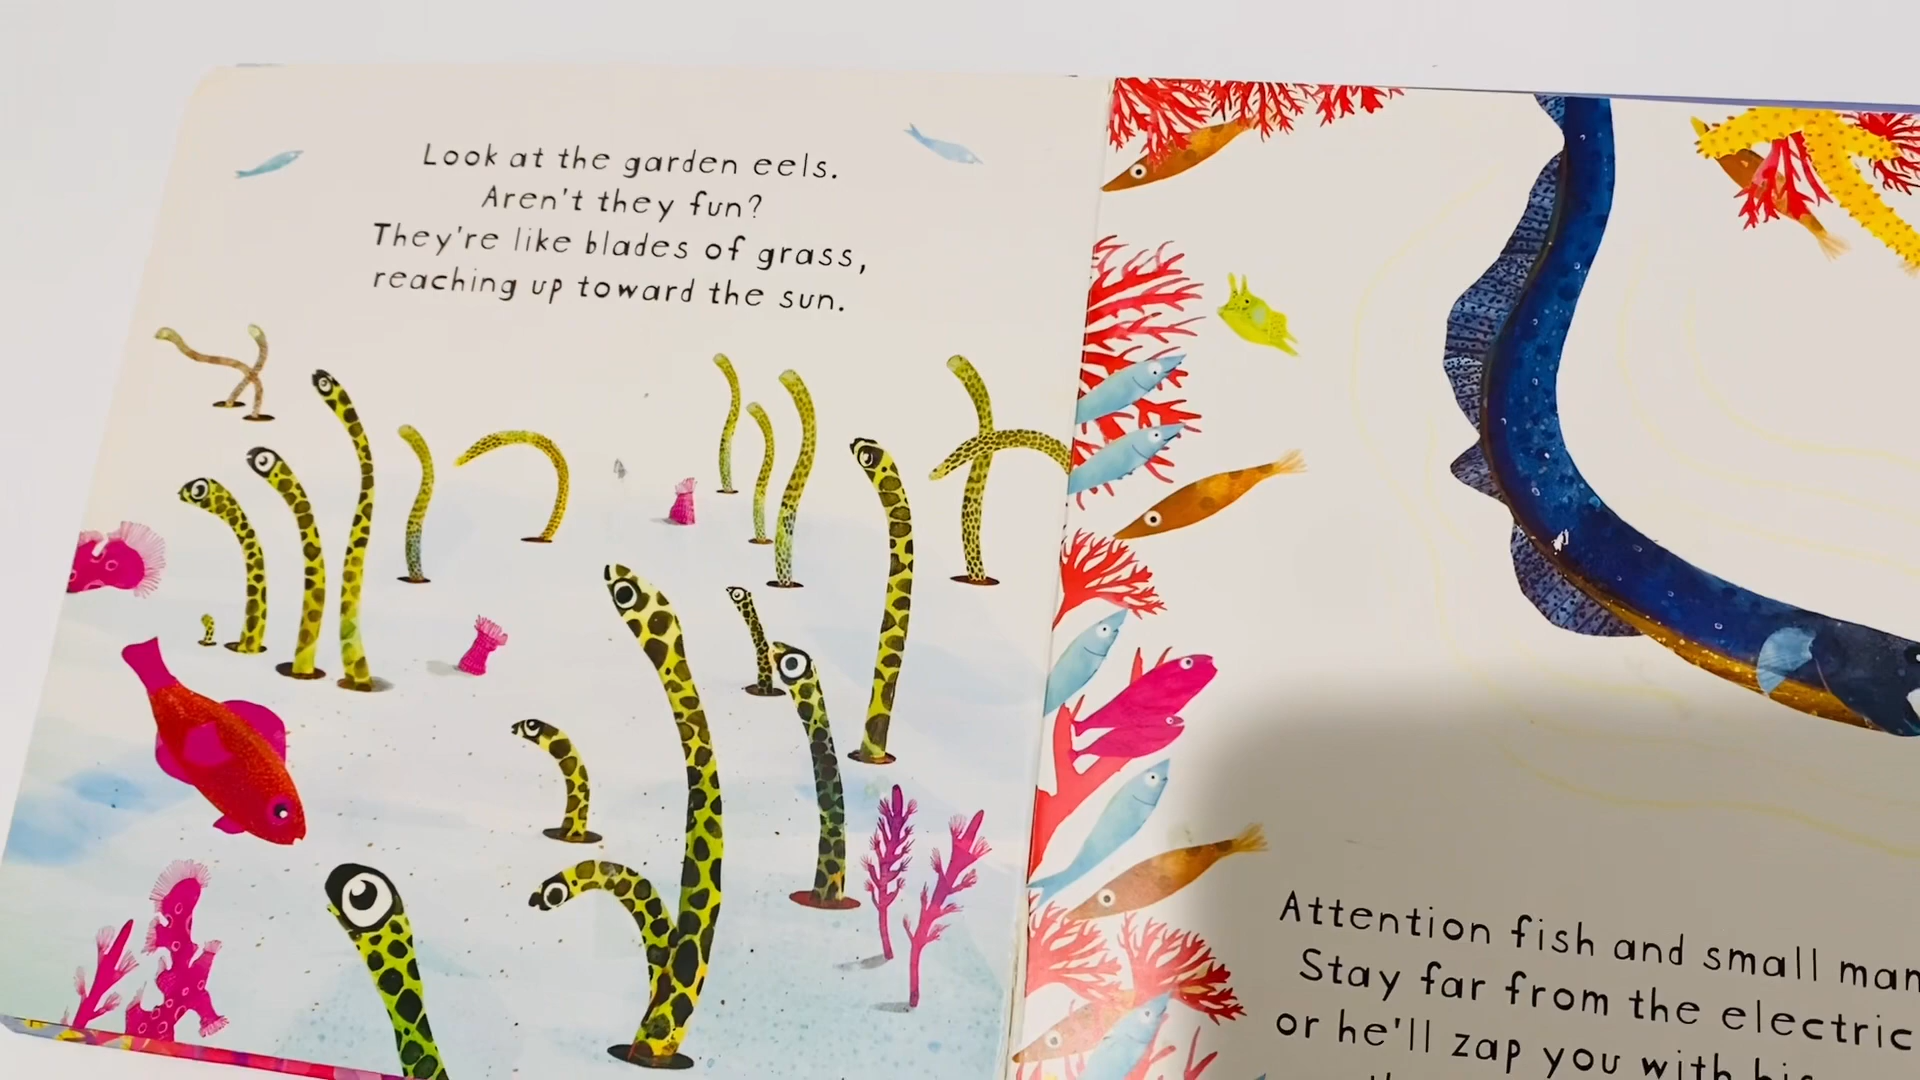 Look at the garden eels.
Aren't they fun?
They're like blades of grass,
reaching up toward the sun.
Attention fish and small
Stay far from the electric
or he'll zap you with